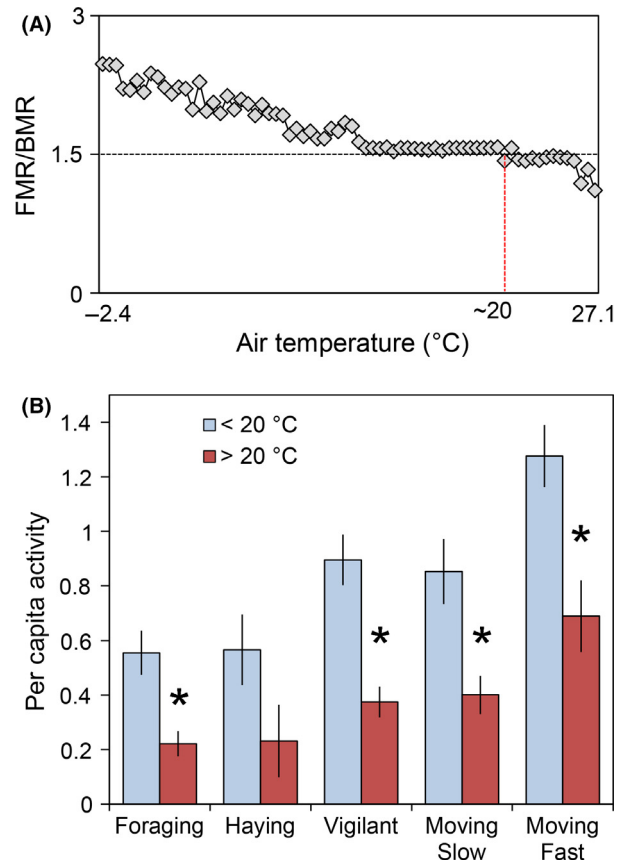 (A)
3
1.5
0
FMR/BMR
–2.4
~20
27.1
Air temperature (°C)
(B)
1.4
1.2
1
0.8
0.6
0.4
0.2
0
Per capita activity
< 20 °C
> 20 °C
*
*
*
*
Foraging
Haying
Vigilant
Moving Slow
Moving Fast